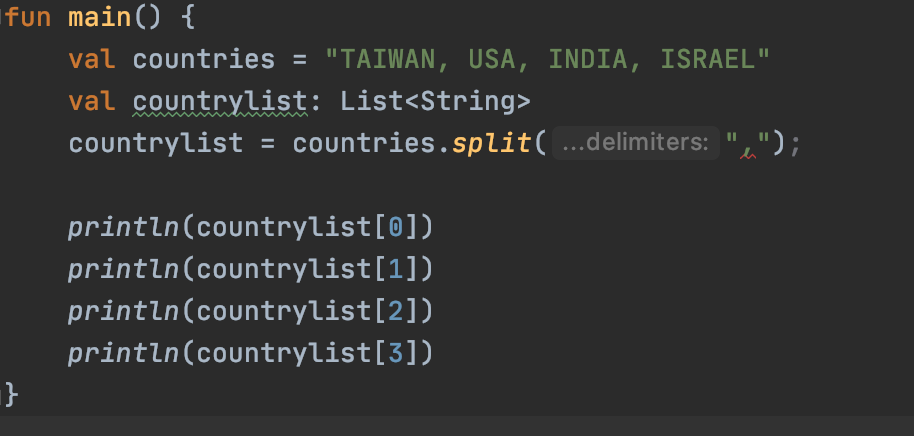 fun main() {
    val countries = "TAIWAN, USA, INDIA, ISRAEL"
    val countrylist: List<String>
    countrylist = countries.split( ...delimiters: ",");

    println(countrylist[0])
    println(countrylist[1])
    println(countrylist[2])
    println(countrylist[3])
}